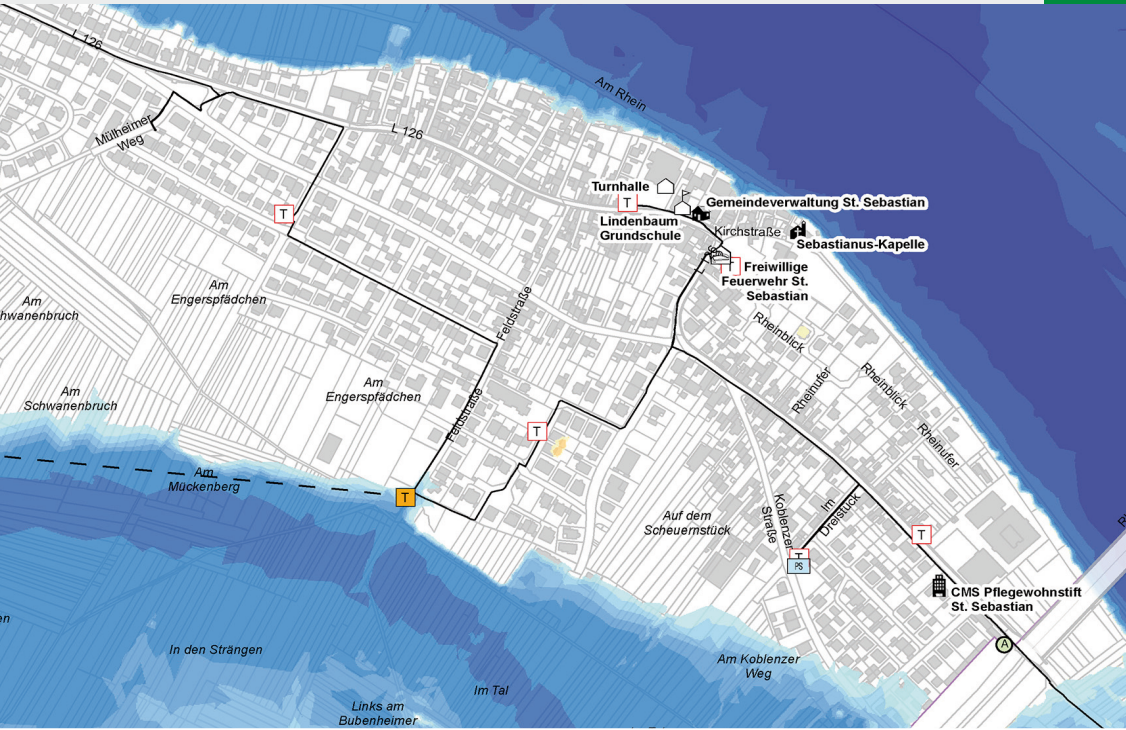 L 126
Am Rhein
L 126
Mülheimer
Weg
T
Turnhalle
T
Gemeindeverwaltung St. Sebastian
Lindenbaum
Grundschule
Kirchstraße
Sebastianus-Kapelle
Freiwillige
Feuerwehr St.
Sebastian
Am
Engerspfädchen
Am
hwanenbruch
Feldstraße
Rheinblick
Rheinblick
Rheinufer
Rheinufer
Am
Engerspfädchen
Am
Schwanenbruch
Feldstraße
T
Am
Mückenberg
T
Auf dem
Scheuernstück
Koblenzer
Straße
Im
Dreistück
T
T
PS
CMS Pflegewohnstift
St. Sebastian
A
In den Strängen
Am Koblenzer
Weg
Im Tal
Links am
Bubenheimer